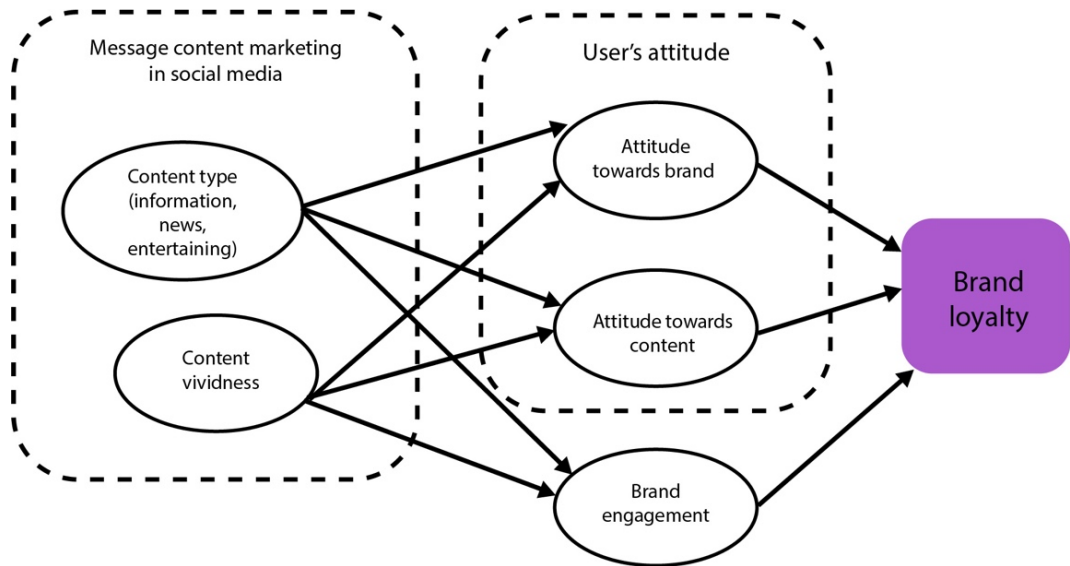 Message content marketing
in social media
Content type
(information,
news,
entertaining)
Content
vividness
User's attitude
Attitude
towards brand
Attitude towards
content
Brand
engagement
Brand
loyalty